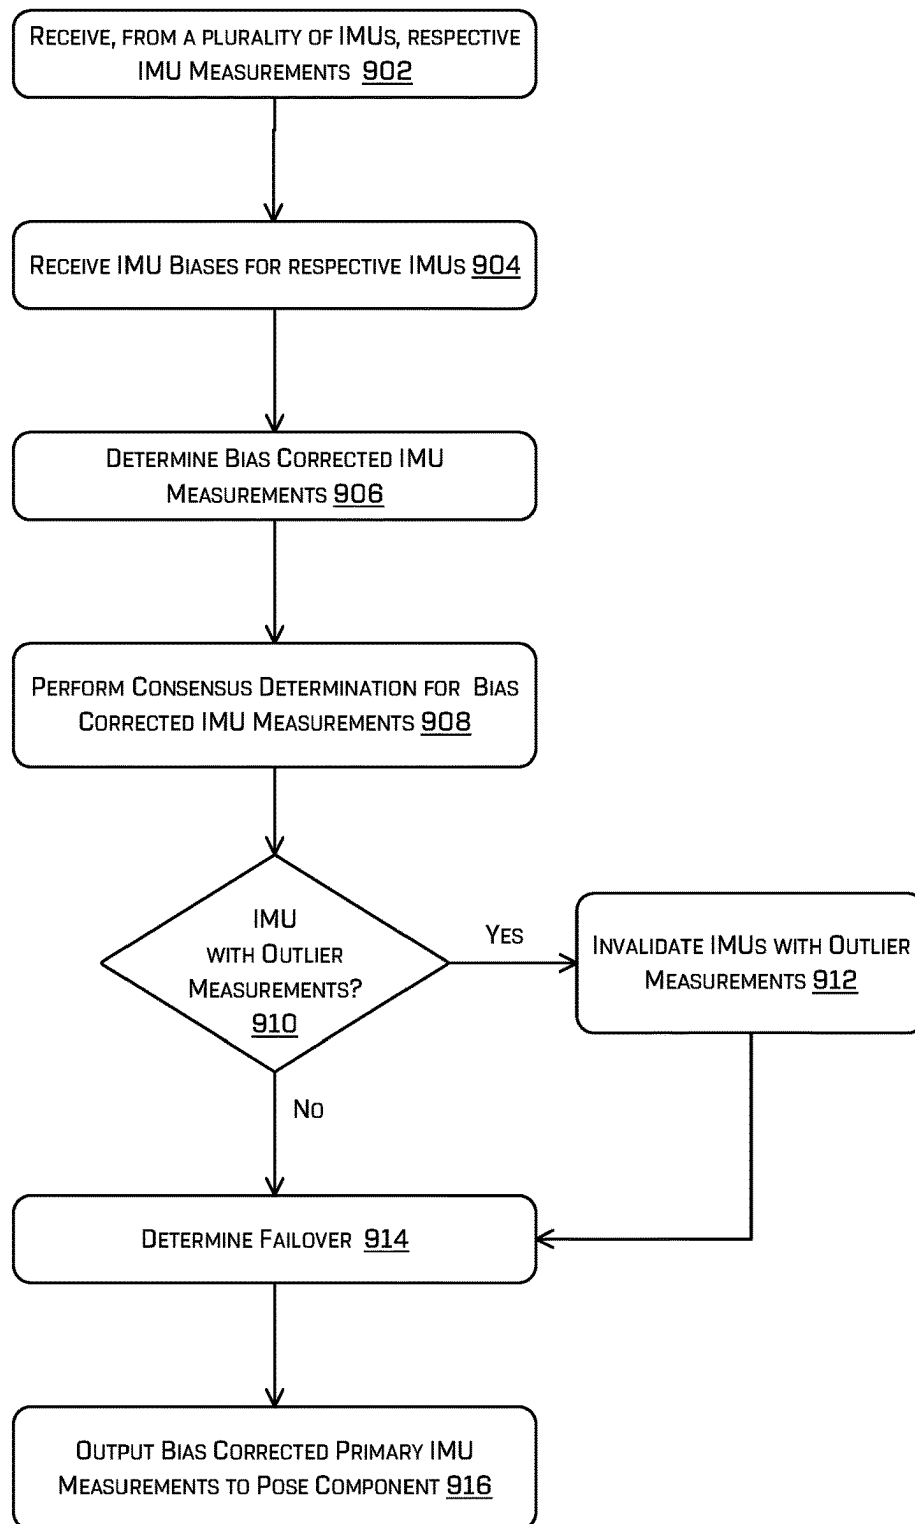 Receive, from a plurality of IMUs, respective
IMU Measurements 902
Receive IMU Biases for respective IMUs 904
Determine Bias Corrected IMU
Measurements 906
Perform Consensus Determination for Bias
Corrected IMU Measurements 908
IMU
with Outlier
Measurements?
910
Yes
Invalidate IMUs with Outlier
Measurements 912
No
Determine Failover 914
Output Bias Corrected Primary IMU
Measurements to Pose Component 916